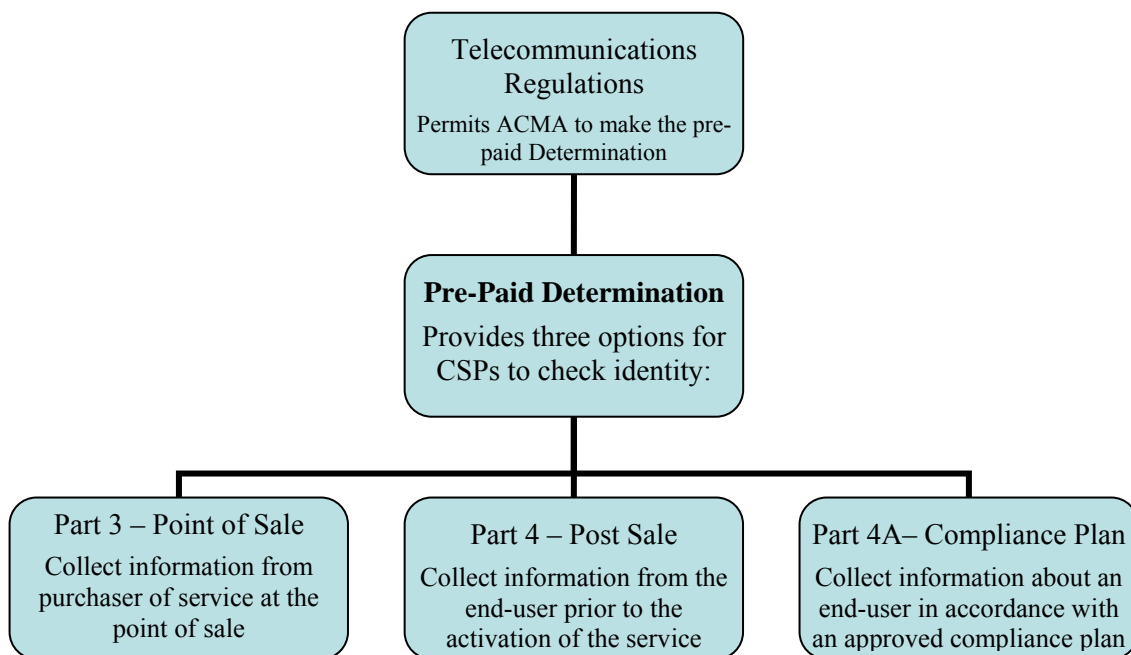 Telecommunications
Regulations
Permits ACMA to make the pre-
paid Determination
Pre-Paid Determination
Provides three options for
CSPs to check identity:
Part 3 – Point of Sale
Collect information from
purchaser of service at the
point of sale
Part 4 – Post Sale
Collect information from the
end-user prior to the
activation of the service
Part 4A– Compliance Plan
Collect information about an
end-user in accordance with
an approved compliance plan